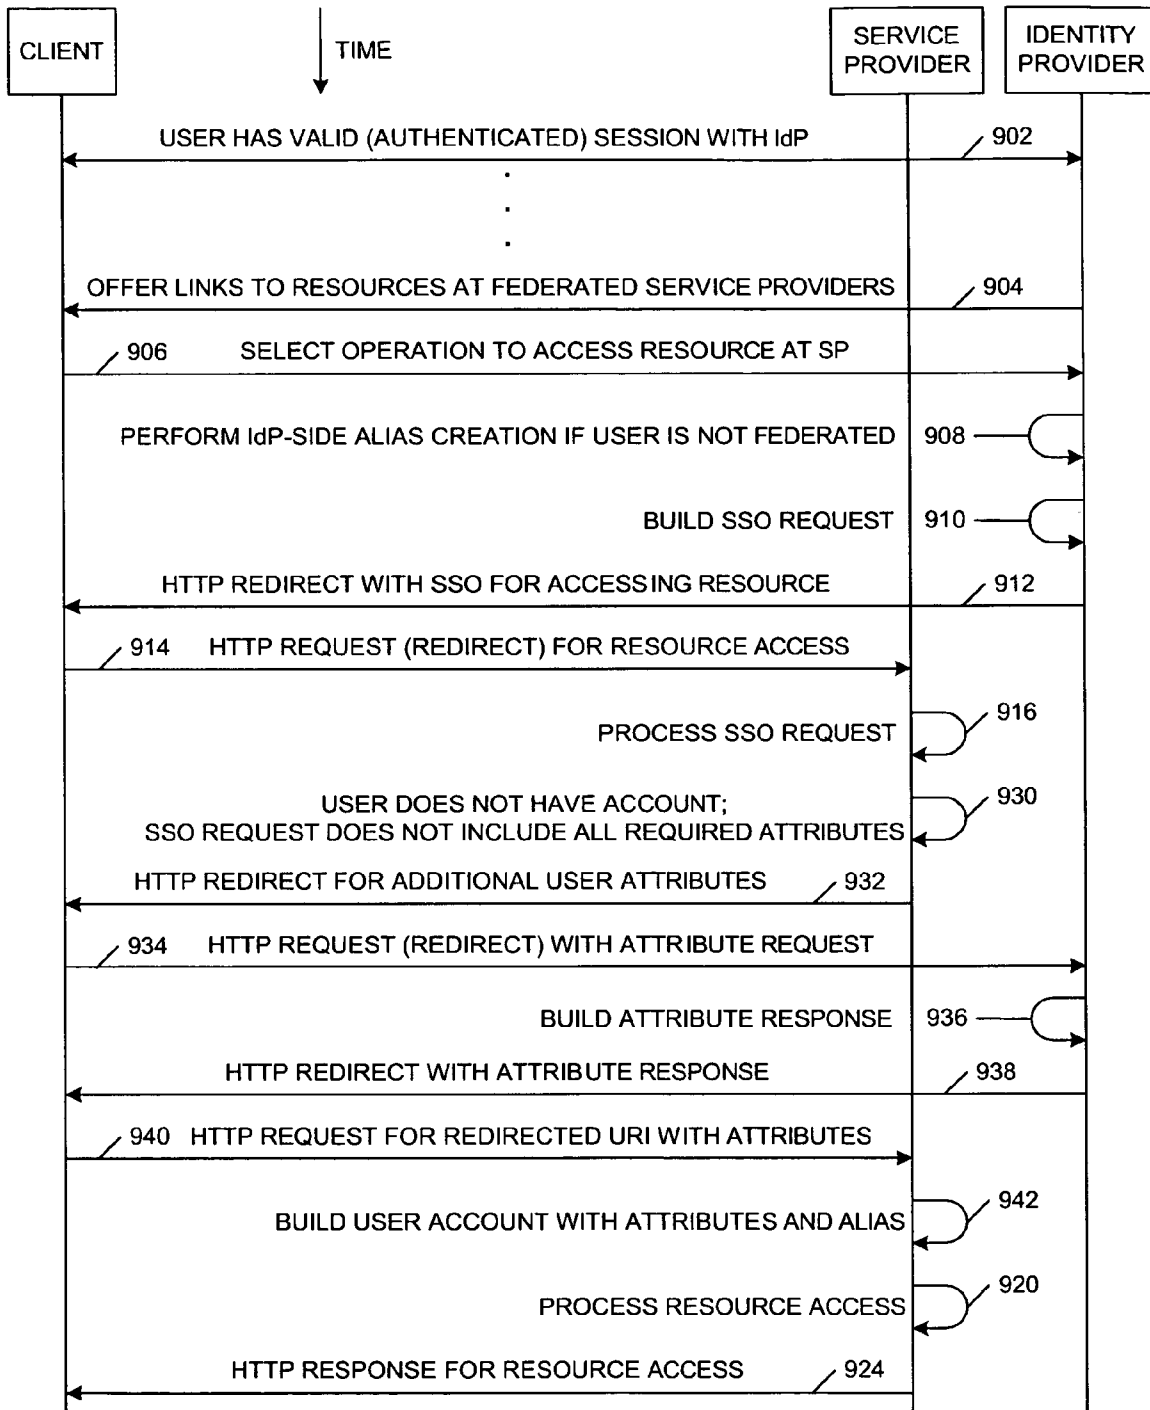 CLIENT
TIME
SERVICE
PROVIDER
IDENTITY
PROVIDER
USER HAS VALID (AUTHENTICATED) SESSION WITH IdP
902
OFFER LINKS TO RESOURCES AT FEDERATED SERVICE PROVIDERS
904
906 SELECT OPERATION TO ACCESS RESOURCE AT SP
PERFORM IdP-SIDE ALIAS CREATION IF USER IS NOT FEDERATED
908
BUILD SSO REQUEST
910
HTTP REDIRECT WITH SSO FOR ACCESSING RESOURCE
912
914 HTTP REQUEST (REDIRECT) FOR RESOURCE ACCESS
PROCESS SSO REQUEST
916
USER DOES NOT HAVE ACCOUNT;
SSO REQUEST DOES NOT INCLUDE ALL REQUIRED ATTRIBUTES
930
HTTP REDIRECT FOR ADDITIONAL USER ATTRIBUTES
932
934 HTTP REQUEST (REDIRECT) WITH ATTRIBUTE REQUEST
BUILD ATTRIBUTE RESPONSE
936
HTTP REDIRECT WITH ATTRIBUTE RESPONSE
938
940 HTTP REQUEST FOR REDIRECTED URI WITH ATTRIBUTES
BUILD USER ACCOUNT WITH ATTRIBUTES AND ALIAS
942
PROCESS RESOURCE ACCESS
920
HTTP RESPONSE FOR RESOURCE ACCESS
924